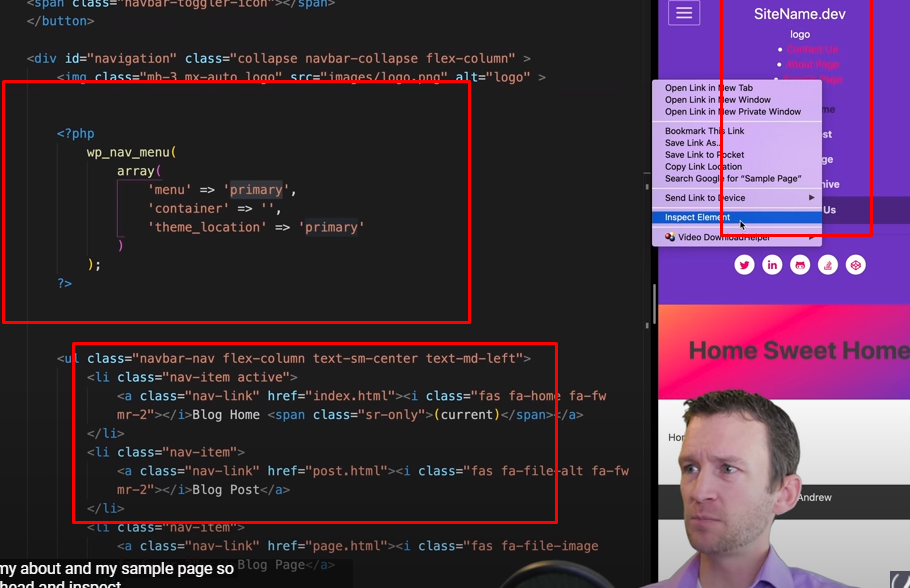 <span class="navbar-toggler-icon"></span>
</button>
<div id="navigation" class="collapse navbar-collapse flex-column" >
<img class="mb-3 mx-auto logo" src="images/logo.png" alt="logo" >
<?php
wp_nav_menu(
array(
'menu' => 'primary',
'container' => '',
'theme_location' => 'primary'
)
);
?>
<ul class="navbar-nav flex-column text-sm-center text-md-left">
<li class="nav-item active">
<a class="nav-link" href="index.html"><i class="fas fa-home fa-fw
mr-2"></i>Blog Home <span class="sr-only">(current)</span></a>
</li>
<li class="nav-item">
<a class="nav-link" href="post.html"><i class="fas fa-file-alt fa-fw
mr-2"></i>Blog Post</a>
</li>
<li class="nav-item">
<a class="nav-link" href="page.html"><i class="fas fa-file-image
Blog Page</a>
my about and my sample page so
head and inspect
SiteName.dev
logo
Contact Us
About Page
Page
Open Link in New Tab
Open Link in New Window
Open Link in New Private Window
Bookmark This Link
Save Link As...
Save Link to Pocket
Copy Link Location
Search Google for “Sample Page”
Send Link to Device
Inspect Element
Video DownloadHelper
me
st
ge
hive
Us
Home Sweet Home
Hor
Andrew